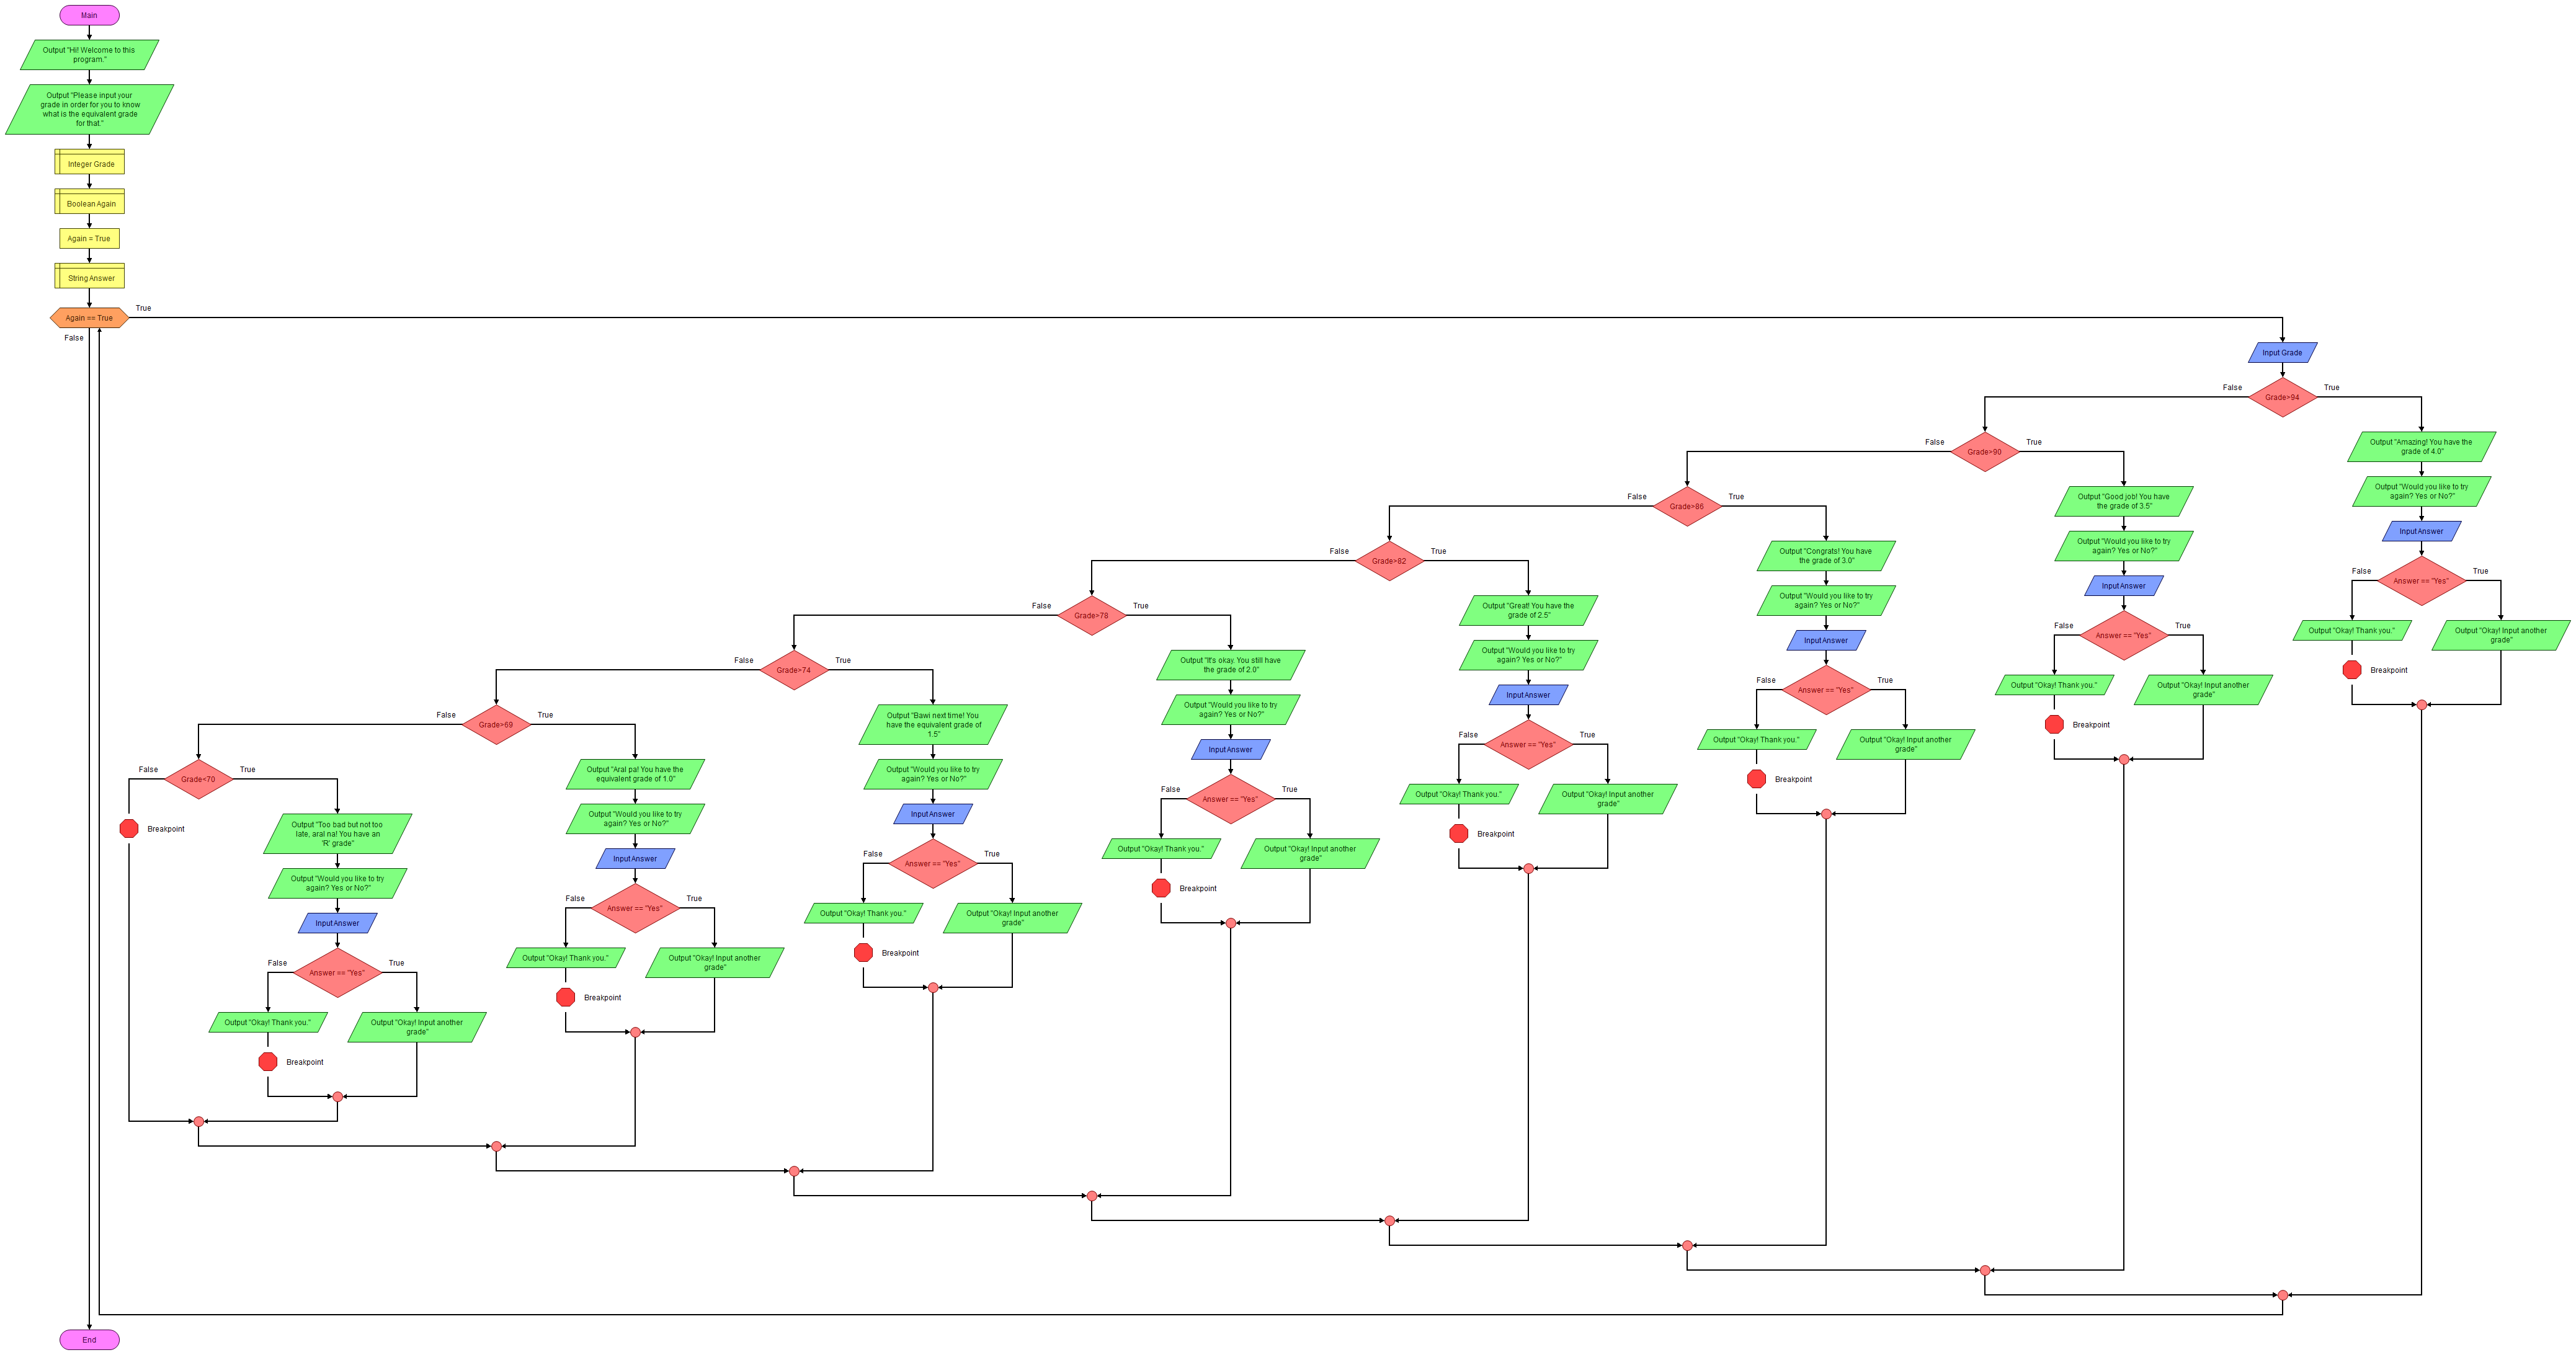 Main
Output "Hi! Welcome to this
program."
Output "Please input your
grade in order for you to know
what is the equivalent grade
for that."
Integer Grade
Boolean Again
Again = True
String Answer
Again == True
True
False
Input Grade
Grade>94
False
True
Output "Amazing! You have the
grade of 4.0"
Output "Would you like to try
again? Yes or No?"
Input Answer
Answer == "Yes"
False
True
Output "Okay! Thank you."
Output "Okay! Input another
grade"
Breakpoint
Grade>90
False
True
Output "Good job! You have
the grade of 3.5"
Output "Would you like to try
again? Yes or No?"
Input Answer
Answer == "Yes"
False
True
Output "Okay! Thank you."
Output "Okay! Input another
grade"
Breakpoint
Grade>86
False
True
Output "Congrats! You have
the grade of 3.0"
Output "Would you like to try
again? Yes or No?"
Input Answer
Answer == "Yes"
False
True
Output "Okay! Thank you."
Output "Okay! Input another
grade"
Breakpoint
Grade>82
False
True
Output "Great! You have the
grade of 2.5"
Output "Would you like to try
again? Yes or No?"
Input Answer
Answer == "Yes"
False
True
Output "Okay! Thank you."
Output "Okay! Input another
grade"
Breakpoint
Grade>78
False
True
Output "It's okay. You still have
the grade of 2.0"
Output "Would you like to try
again? Yes or No?"
Input Answer
Answer == "Yes"
False
True
Output "Okay! Thank you."
Output "Okay! Input another
grade"
Breakpoint
Grade>74
False
True
Output "Bawi next time! You
have the equivalent grade of
1.5"
Output "Would you like to try
again? Yes or No?"
Input Answer
Answer == "Yes"
False
True
Output "Okay! Thank you."
Output "Okay! Input another
grade"
Breakpoint
Grade>69
False
True
Output "Aral pa! You have the
equivalent grade of 1.0"
Output "Would you like to try
again? Yes or No?"
Input Answer
Answer == "Yes"
False
True
Output "Okay! Thank you."
Output "Okay! Input another
grade"
Breakpoint
Grade<70
False
True
Breakpoint
Output "Too bad but not too
late, aral na! You have an
'R' grade"
Output "Would you like to try
again? Yes or No?"
Input Answer
Answer == "Yes"
False
True
Output "Okay! Thank you."
Output "Okay! Input another
grade"
Breakpoint
End